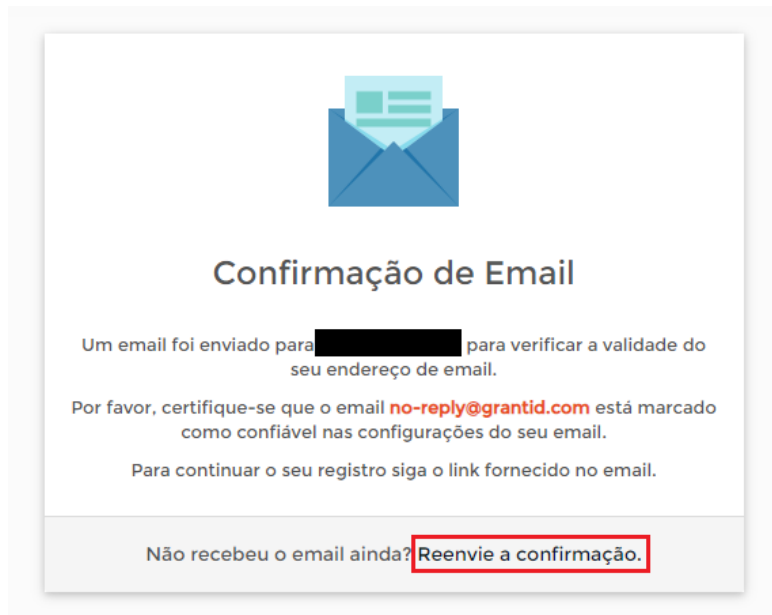 Confirmação de Email
Um email foi enviado para para verificar a validade do
seu endereço de email.
Por favor, certifique-se que o email no-reply@grantid.com está marcado
como confiável nas configurações do seu email.
Para continuar o seu registro siga o link fornecido no email.
Não recebeu o email ainda? Reenvie a confirmação.